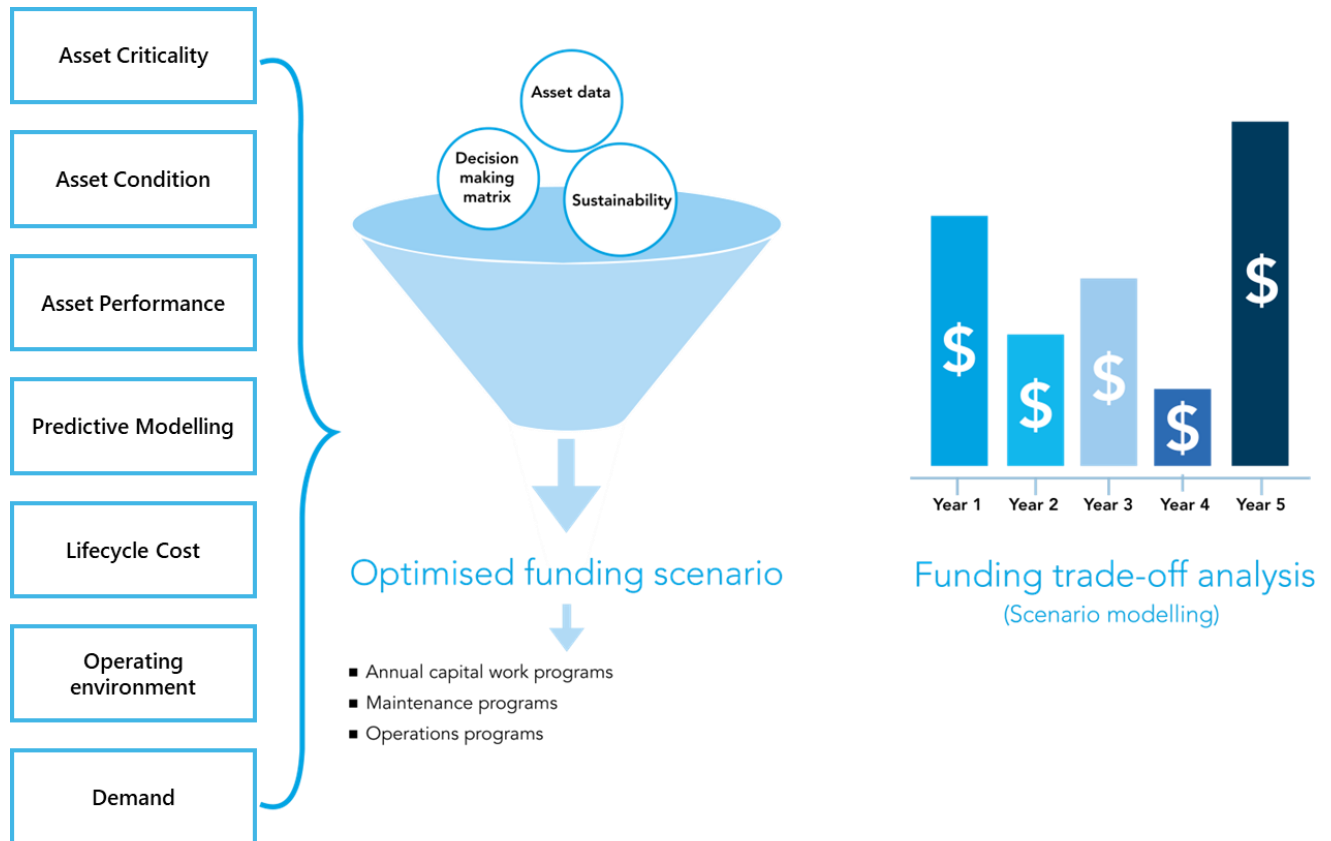 Asset Criticality
Asset Condition
Asset Performance
Predictive Modelling
Lifecycle Cost
Operating
environment
Demand
Asset data
Decision
making
matrix
Sustainability
Optimised funding scenario
■ Annual capital work programs
■ Maintenance programs
■ Operations programs
$
$
$
$
$
Year 1 Year 2 Year 3 Year 4 Year 5
Funding trade-off analysis
(Scenario modelling)